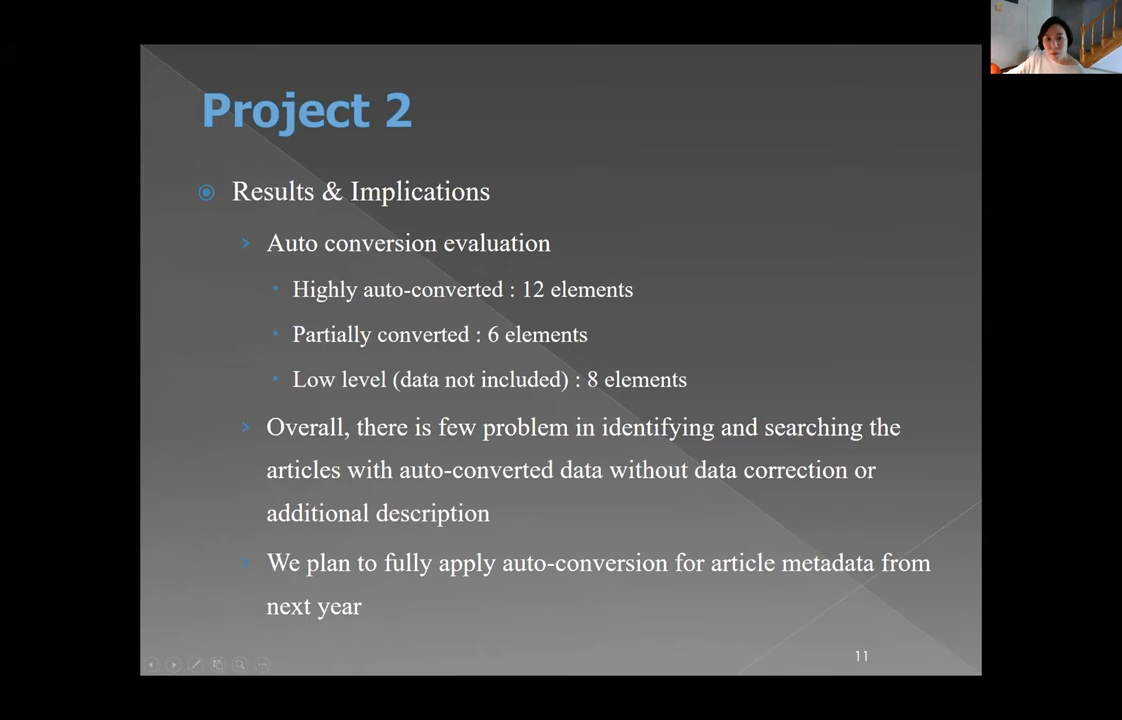 Project 2
Results & Implications
Auto conversion evaluation
Highly auto-converted : 12 elements
Partially converted : 6 elements
Low level (data not included) : 8 elements
Overall, there is few problem in identifying and searching the
articles with auto-converted data without data correction or
additional description
We plan to fully apply auto-conversion for article metadata from
next year
11